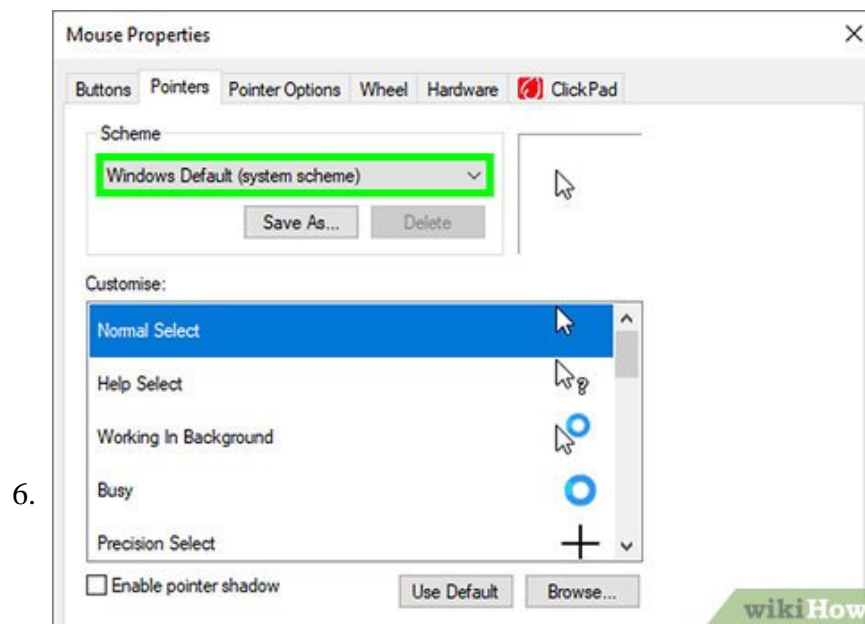 Mouse Properties
Buttons Pointers Pointer Options Wheel Hardware ClickPad
Scheme
Windows Default (system scheme)
Save As... Delete
Customise:
Normal Select
Help Select
Working In Background
6.
Busy
Precision Select
Enable pointer shadow Use Default Browse...
wikiHow